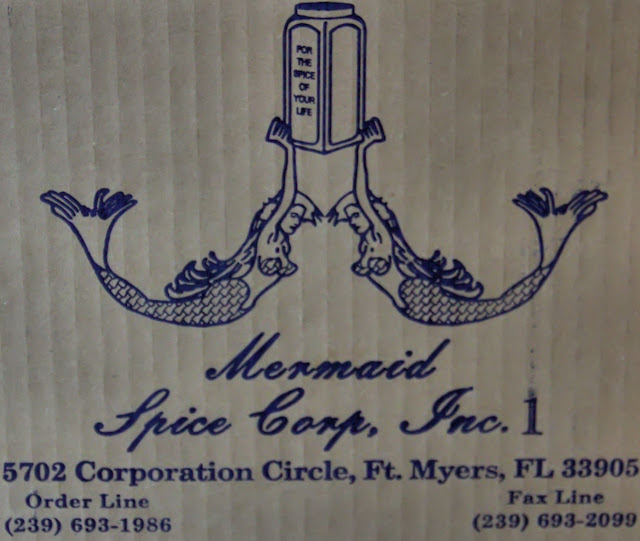 FOR
THE
SPICE
OF
YOUR
LIFE
Mermaid
Spice Corp, Inc. 1
5702 Corporation Circle, Ft. Myers, FL 33905
Order Line
Fax Line
(239) 693-1986
(239) 693-2099